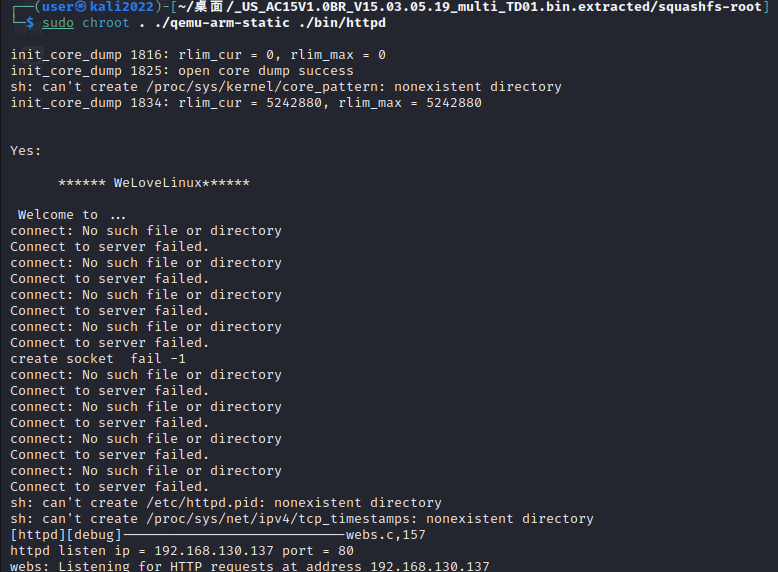 ┌──(user㉿kali2022)-[~/桌面/_US_AC15V1.0BR_V15.03.05.19_multi_TD01.bin.extracted/squashfs-root]
└─$ sudo chroot . ./qemu-arm-static ./bin/httpd
init_core_dump 1816: rlim_cur = 0, rlim_max = 0
init_core_dump 1825: open core dump success
sh: can't create /proc/sys/kernel/core_pattern: nonexistent directory
init_core_dump 1834: rlim_cur = 5242880, rlim_max = 5242880
Yes:
****** WeLoveLinux******
Welcome to ...
connect: No such file or directory
Connect to server failed.
connect: No such file or directory
Connect to server failed.
connect: No such file or directory
Connect to server failed.
connect: No such file or directory
Connect to server failed.
create socket  fail -1
connect: No such file or directory
Connect to server failed.
connect: No such file or directory
Connect to server failed.
connect: No such file or directory
Connect to server failed.
connect: No such file or directory
Connect to server failed.
sh: can't create /etc/httpd.pid: nonexistent directory
sh: can't create /proc/sys/net/ipv4/tcp_timestamps: nonexistent directory
[httpd][debug]----------------------------webs.c,157
httpd listen ip = 192.168.130.137 port = 80
webs: Listening for HTTP requests at address 192.168.130.137